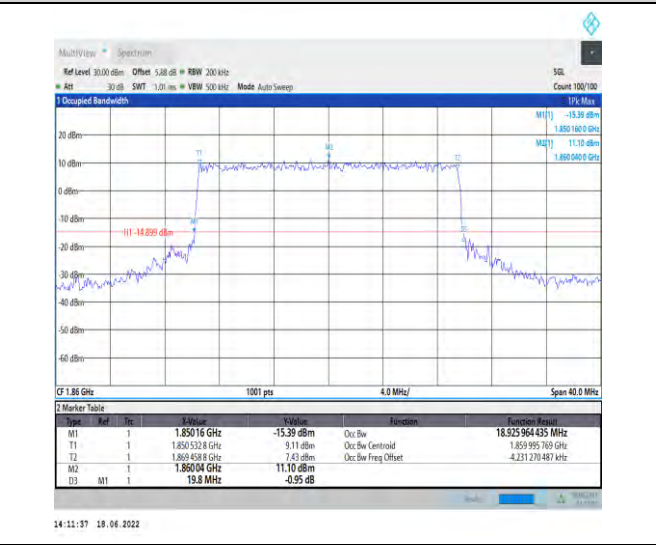 MultiView Spectrum
Ref Level 30.00 dBm Offset 5.88 dB RBW 200 kHz SGL
Att 30 dB SWT 1.01 ms VBW 500 kHz Mode Auto Sweep Count 100/100
1 Occupied Bandwidth 1Pk Max
M1[1] -15.39 dBm
1.850 160 0 GHz
M2[1] 11.10 dBm
1.860 040 0 GHz
20 dBm
T1
M2
T2
10 dBm
0 dBm
-10 dBm
M1
H1 -14.899 dBm
D3
-20 dBm
-30 dBm
-40 dBm
-50 dBm
-60 dBm
CF 1.86 GHz 1001 pts 4.0 MHz/ Span 40.0 MHz
2 Marker Table
Type Ref Trc X-Value Y-Value Function Function Result
M1 1 1.85016 GHz -15.39 dBm Occ Bw 18.925 964 435 MHz
T1 1 1.850 532 8 GHz 9.11 dBm Occ Bw Centroid 1.859 995 769 GHz
T2 1 1.869 458 8 GHz 7.43 dBm Occ Bw Freq Offset -4.231 270 487 kHz
M2 1 1.86004 GHz 11.10 dBm
D3 M1 1 19.8 MHz -0.95 dB
14:11:37 18.06.2022